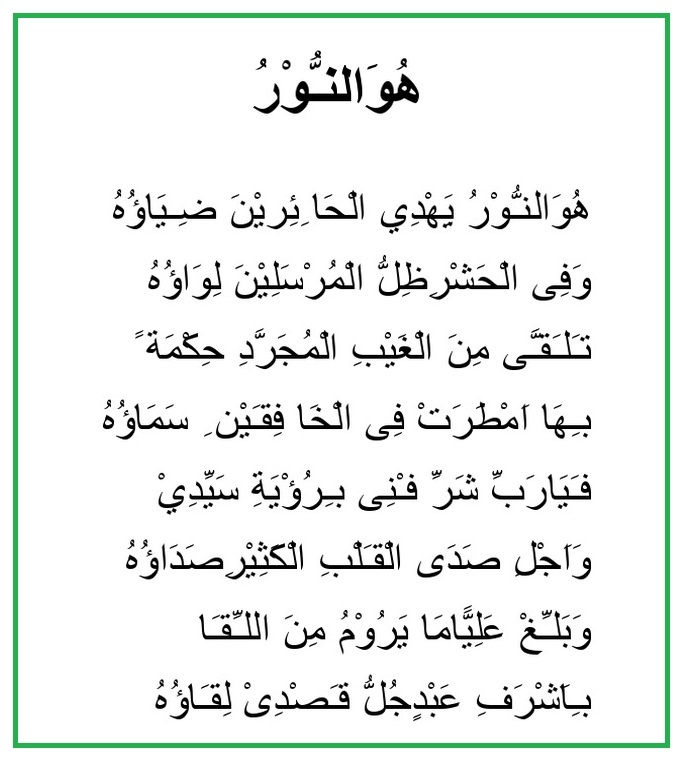 هُوَالنُّوْرُ
هُوَالنُّوْرُ يَهْدِي الْحَائِرِيْنَ ضِيَاؤُهُ
وَفِى الْحَشْرِظِلُّ الْمُرْسَلِيْنَ لِوَاؤُهُ
تَلَقَّى مِنَ الْغَيْبِ الْمُجَرَّدِ حِكْمَةً
بِهَا اَمْطَرَتْ فِى الْخَا فِقَيْنِ سَمَاؤُهُ
فَيَارَبِّ شَرِّ فْنِى بِرُؤْيَةِ سَيِّدِيْ
وَاَجْلِ صَدَى الْقَلْبِ الْكَثِيْرِصَدَاؤُهُ
وَبَلِّغْ عَلِيًّامَا يَرُوْمُ مِنَ اللِّقَا
بِاَشْرَفِ عَبْدٍجُلُّ قَصْدِىْ لِقَاؤُهُ